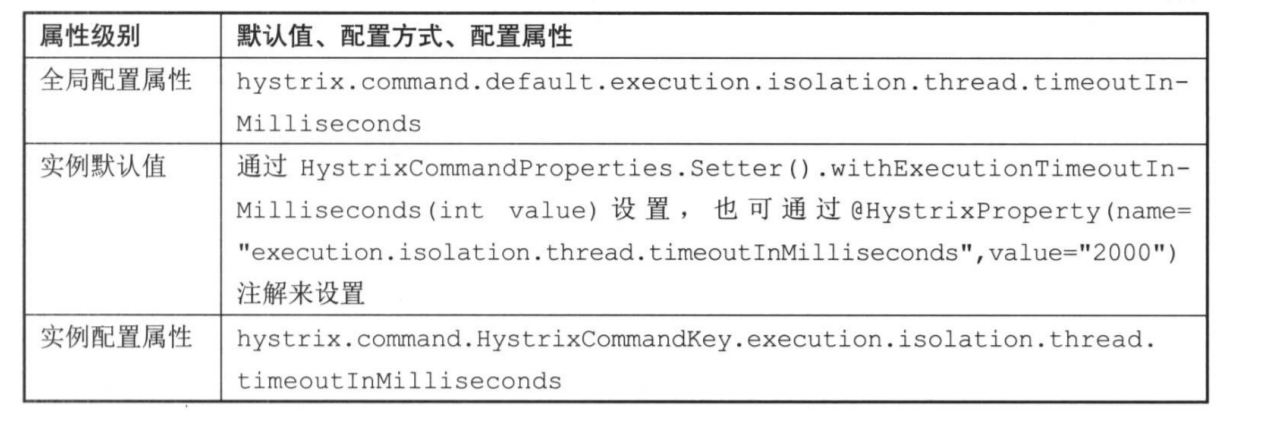 属性级别 默认值、配置方式、配置属性
全局配置属性 hystrix.command.default.execution.isolation.thread.timeoutIn-
Milliseconds
实例默认值 通过 HystrixCommandProperties.Setter().withExecutionTimeoutIn-
Milliseconds(int value)设置，也可通过@HystrixProperty(name=
"execution.isolation.thread.timeoutInMilliseconds",value="2000")
注解来设置
实例配置属性 hystrix.command.HystrixCommandKey.execution.isolation.thread.
timeoutInMilliseconds